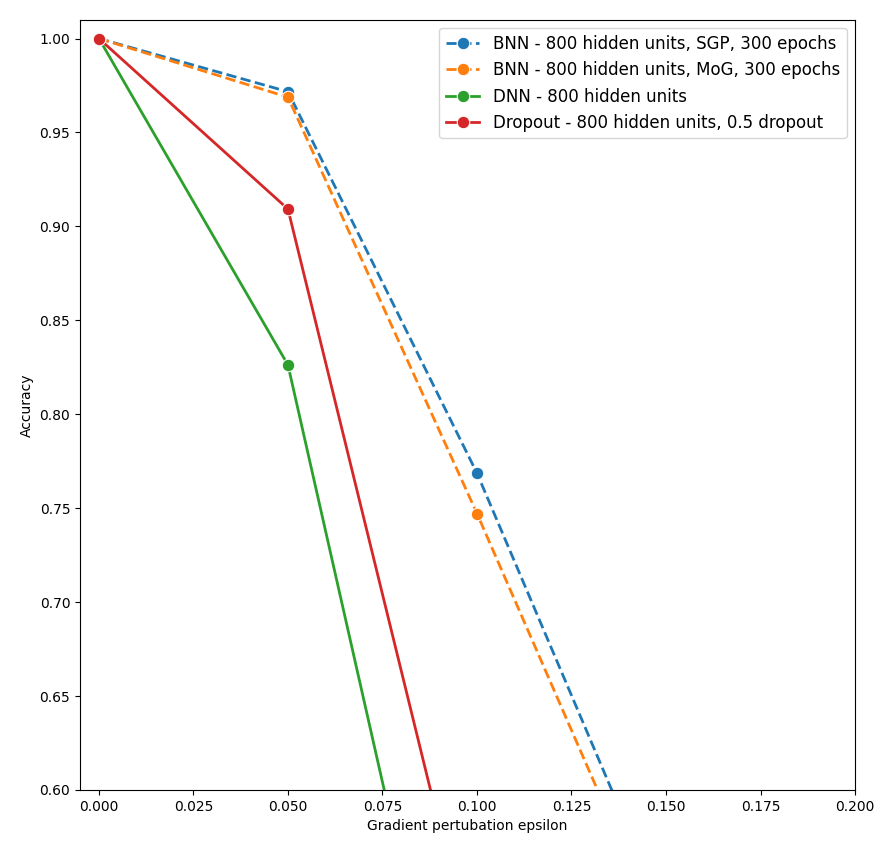 BNN - 800 hidden units, SGP, 300 epochs
BNN - 800 hidden units, MoG, 300 epochs
DNN - 800 hidden units
Dropout - 800 hidden units, 0.5 dropout
Accuracy
1.00
0.95
0.90
0.85
0.80
0.75
0.70
0.65
0.60
0.000 0.025 0.050 0.075 0.100 0.125 0.150 0.175 0.200
Gradient pertubation epsilon